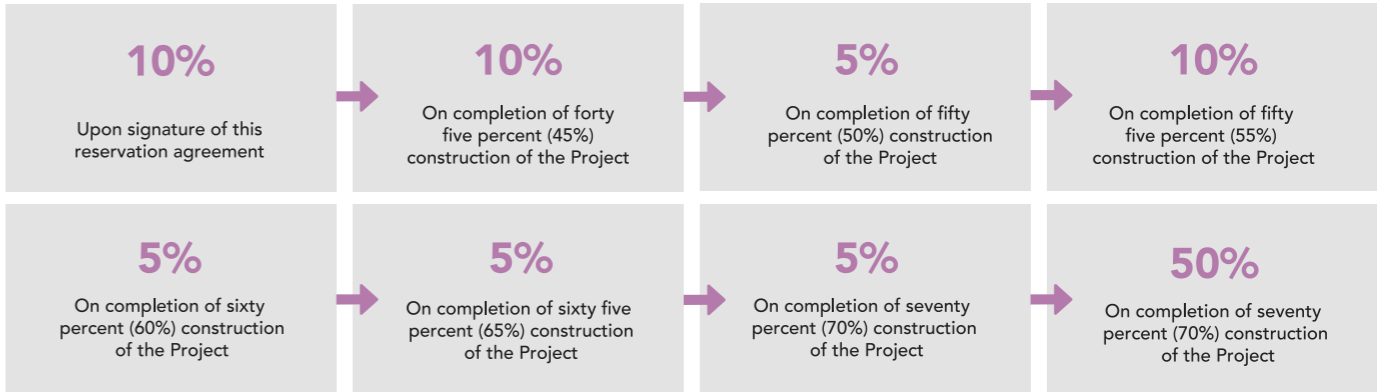 10%
Upon signature of this
reservation agreement
10%
On completion of forty
five percent (45%)
construction of the Project
5%
On completion of fifty
percent (50%) construction
of the Project
10%
On completion of fifty
five percent (55%)
construction of the Project
5%
On completion of sixty
percent (60%) construction
of the Project
5%
On completion of sixty five
percent (65%) construction
of the Project
5%
On completion of seventy
percent (70%) construction
of the Project
50%
On completion of seventy
percent (70%) construction
of the Project